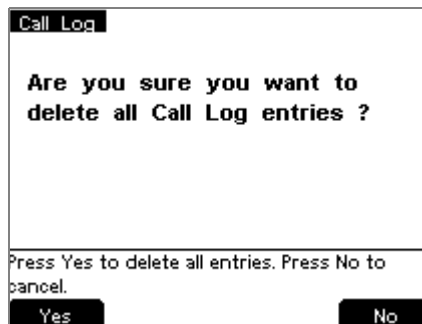 Call Log
Are you sure you want to
delete all Call Log entries ?
Press Yes to delete all entries. Press No to
cancel.
Yes
No